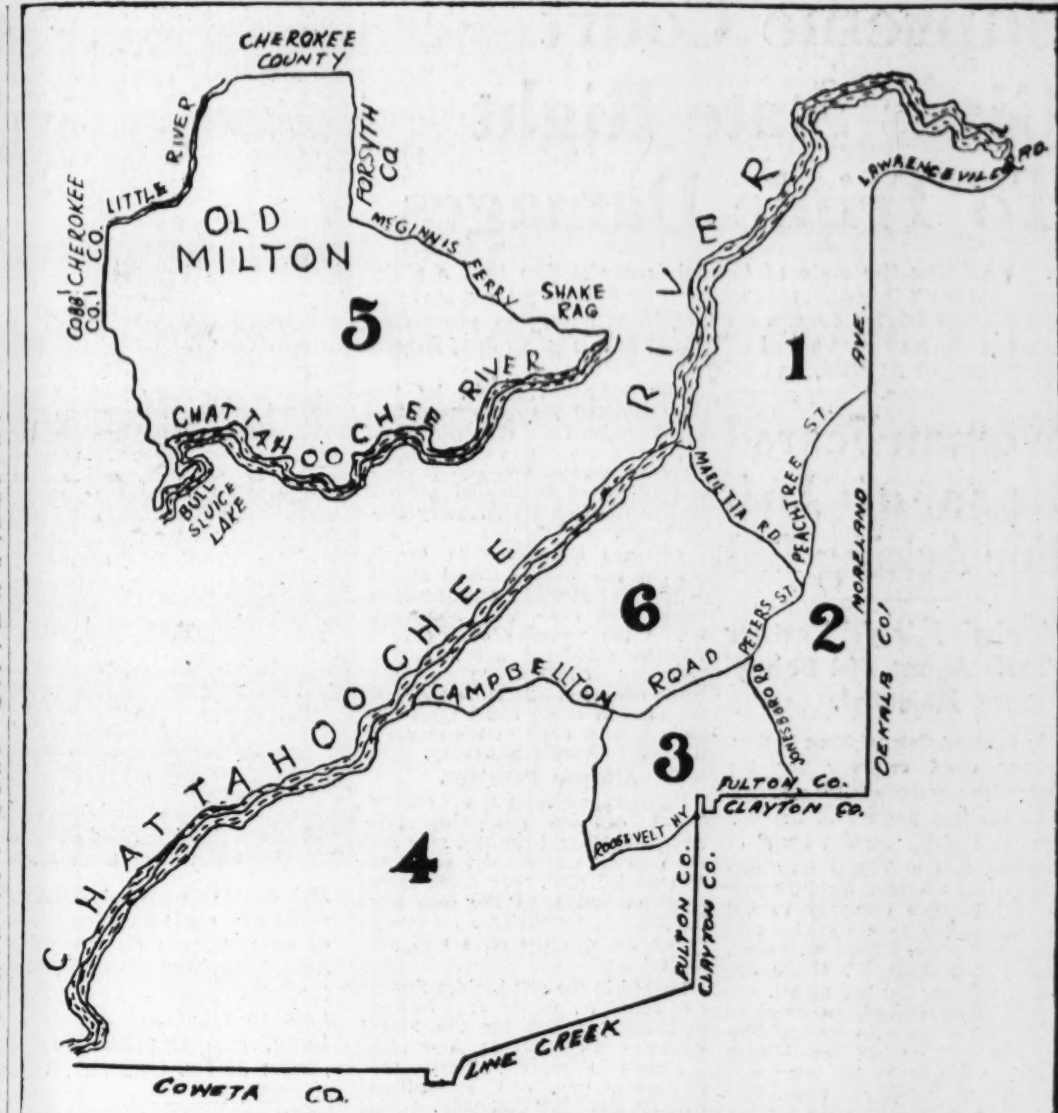 CHEROKEE
COUNTY
LITTLE RIVER
FORSYTH
CO.
COBB' CHEROKEE
CO.' CO.
OLD
MILTON
McGINNIS
FERRY
SHAKE
RAG
5
CHATTAHOOCHEE RIVER
BULL
SLUICE
LAKE
LAWRENCEVILE RD.
1
MORELAND AVE.
PEACHTREE ST.
MARIETTA RD.
CHATTAHOOCHEE RIVER
6
2
PETERS ST.
CAMPBELLTON ROAD
JONESBORO RD
DEKALB CO.'
3
FULTON CO.
CLAYTON CO.
ROOSEVELT HY
4
FULTON CO.
CLAYTON CO.
LINE CREEK
COWETA CO.